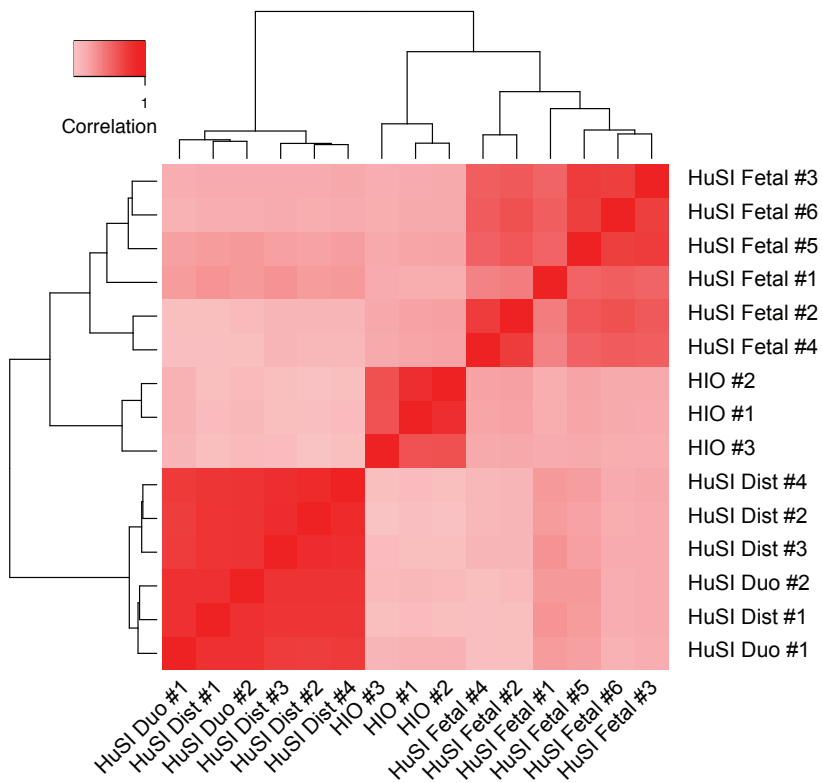 1
Correlation
HuSI Fetal #3
HuSI Fetal #6
HuSI Fetal #5
HuSI Fetal #1
HuSI Fetal #2
HuSI Fetal #4
HIO #2
HIO #1
HIO #3
HuSI Dist #4
HuSI Dist #2
HuSI Dist #3
HuSI Duo #2
HuSI Dist #1
HuSI Duo #1
HuSI Duo #1
HuSI Dist #1
HuSI Duo #2
HuSI Dist #3
HuSI Dist #2
HuSI Dist #4
HIO #3
HIO #1
HIO #2
HuSI Fetal #4
HuSI Fetal #2
HuSI Fetal #1
HuSI Fetal #5
HuSI Fetal #6
HuSI Fetal #3